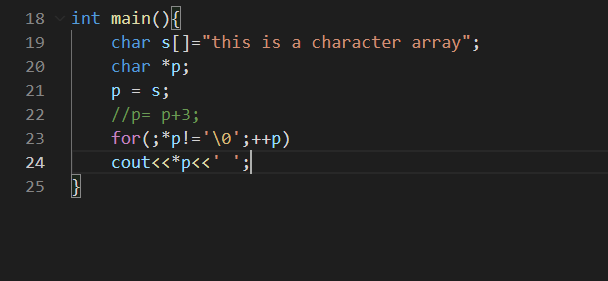 18 int main(){
19 char s[]="this is a character array";
20 char *p;
21 p = s;
22 //p= p+3;
23 for(;*p!='\0';++p)
24 cout<<*p<<' ';
25 }